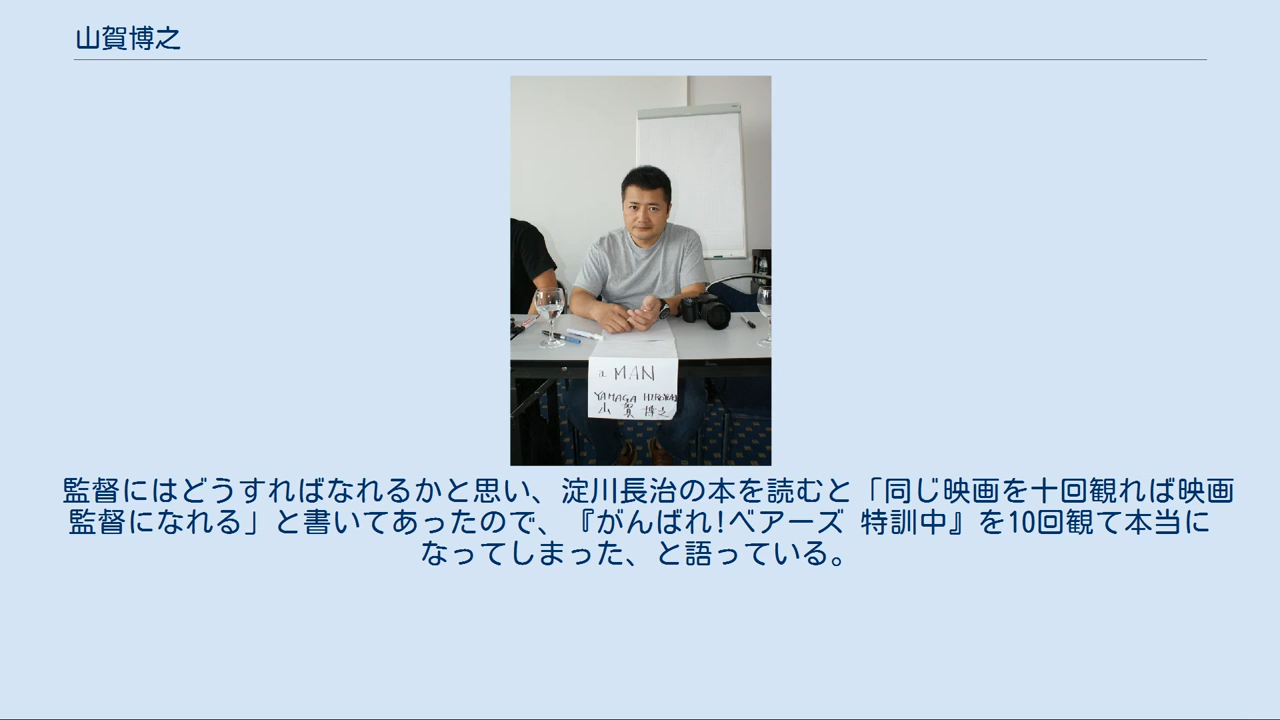 山賀博之
a MAN
YAMAGA HIROYUKI
山賀 博之
監督にはどうすればなれるかと思い、淀川長治の本を読むと「同じ映画を十回観れば映画
監督になれる」と書いてあったので、『がんばれ!ベアーズ 特訓中』を10回観て本当に
なってしまった、と語っている。